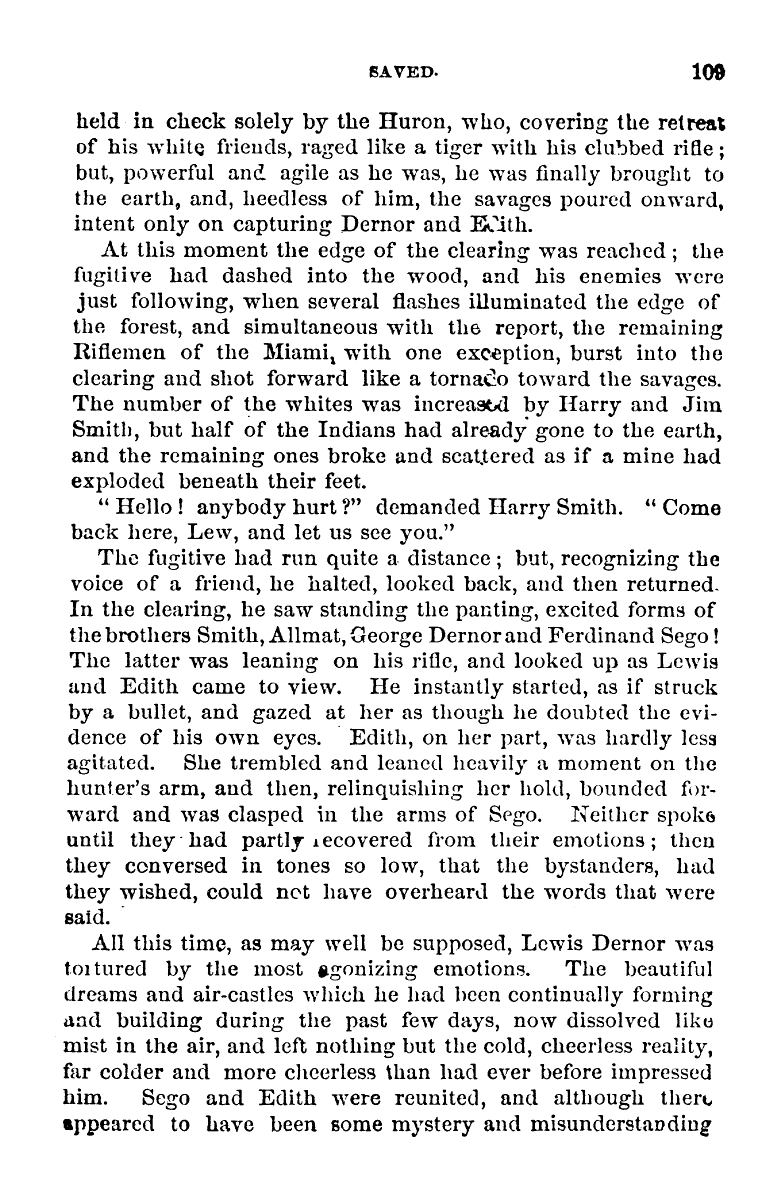 SAVED. 109
held in check solely by the Huron, who, covering the retreat
of his white friends, raged like a tiger with his clubbed rifle;
but, powerful and agile as he was, he was finally brought to
the earth, and, heedless of him, the savages poured onward,
intent only on capturing Dernor and Edith.
At this moment the edge of the clearing was reached; the
fugitive had dashed into the wood, and his enemies were
just following, when several flashes illuminated the edge of
the forest, and simultaneous with the report, the remaining
Riflemen of the Miami, with one exception, burst into the
clearing and shot forward like a tornado toward the savages.
The number of the whites was increased by Harry and Jim
Smith, but half of the Indians had already gone to the earth,
and the remaining ones broke and scattered as if a mine had
exploded beneath their feet.
"Hello! anybody hurt?" demanded Harry Smith. "Come
back here, Lew, and let us see you."
The fugitive had run quite a distance; but, recognizing the
voice of a friend, he halted, looked back, and then returned.
In the clearing, he saw standing the panting, excited forms of
the brothers Smith, Allmat, George Dernor and Ferdinand Sego!
The latter was leaning on his rifle, and looked up as Lewis
and Edith came to view. He instantly started, as if struck
by a bullet, and gazed at her as though he doubted the evi-
dence of his own eyes. Edith, on her part, was hardly less
agitated. She trembled and leaned heavily a moment on the
hunter's arm, and then, relinquishing her hold, bounded for-
ward and was clasped in the arms of Sego. Neither spoke
until they had partly recovered from their emotions; then
they conversed in tones so low, that the bystanders, had
they wished, could not have overheard the words that were
said.
All this time, as may well be supposed, Lewis Dernor was
tortured by the most agonizing emotions. The beautiful
dreams and air-castles which he had been continually forming
and building during the past few days, now dissolved like
mist in the air, and left nothing but the cold, cheerless reality,
far colder and more cheerless than had ever before impressed
him. Sego and Edith were reunited, and although there
appeared to have been some mystery and misunderstanding